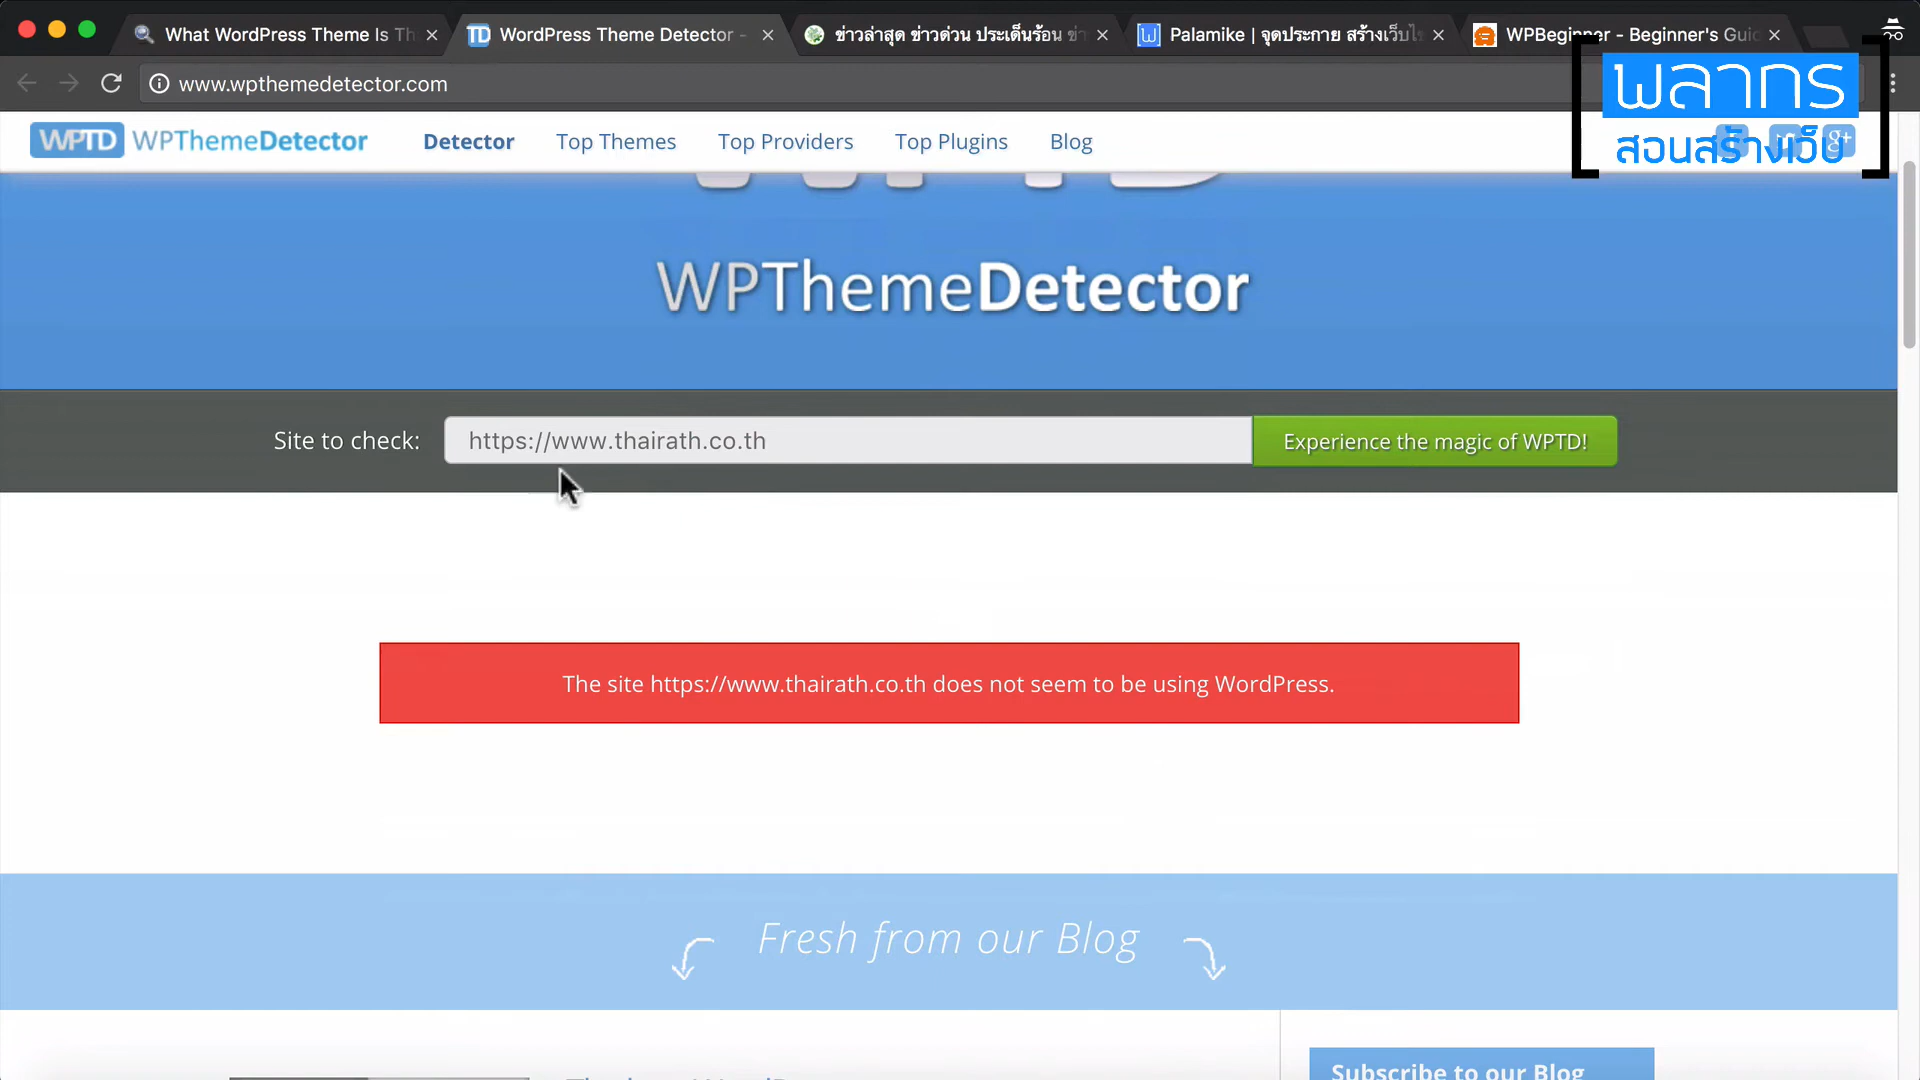 What WordPress Theme Is Th
WordPress Theme Detector -
ข่าวล่าสุด ข่าวด่วน ประเด็นร้อน ข่า
Palamike | จุดประกาย สร้างเว็บไซ
WPBeginner - Beginner's Guid
www.wpthemedetector.com
พลากร
สอนสร้างเว็บ
WPTD WPThemeDetector
Detector
Top Themes
Top Providers
Top Plugins
Blog
WPThemeDetector
Site to check:
https://www.thairath.co.th
Experience the magic of WPTD!
The site https://www.thairath.co.th does not seem to be using WordPress.
Fresh from our Blog
Subscribe to our Blog